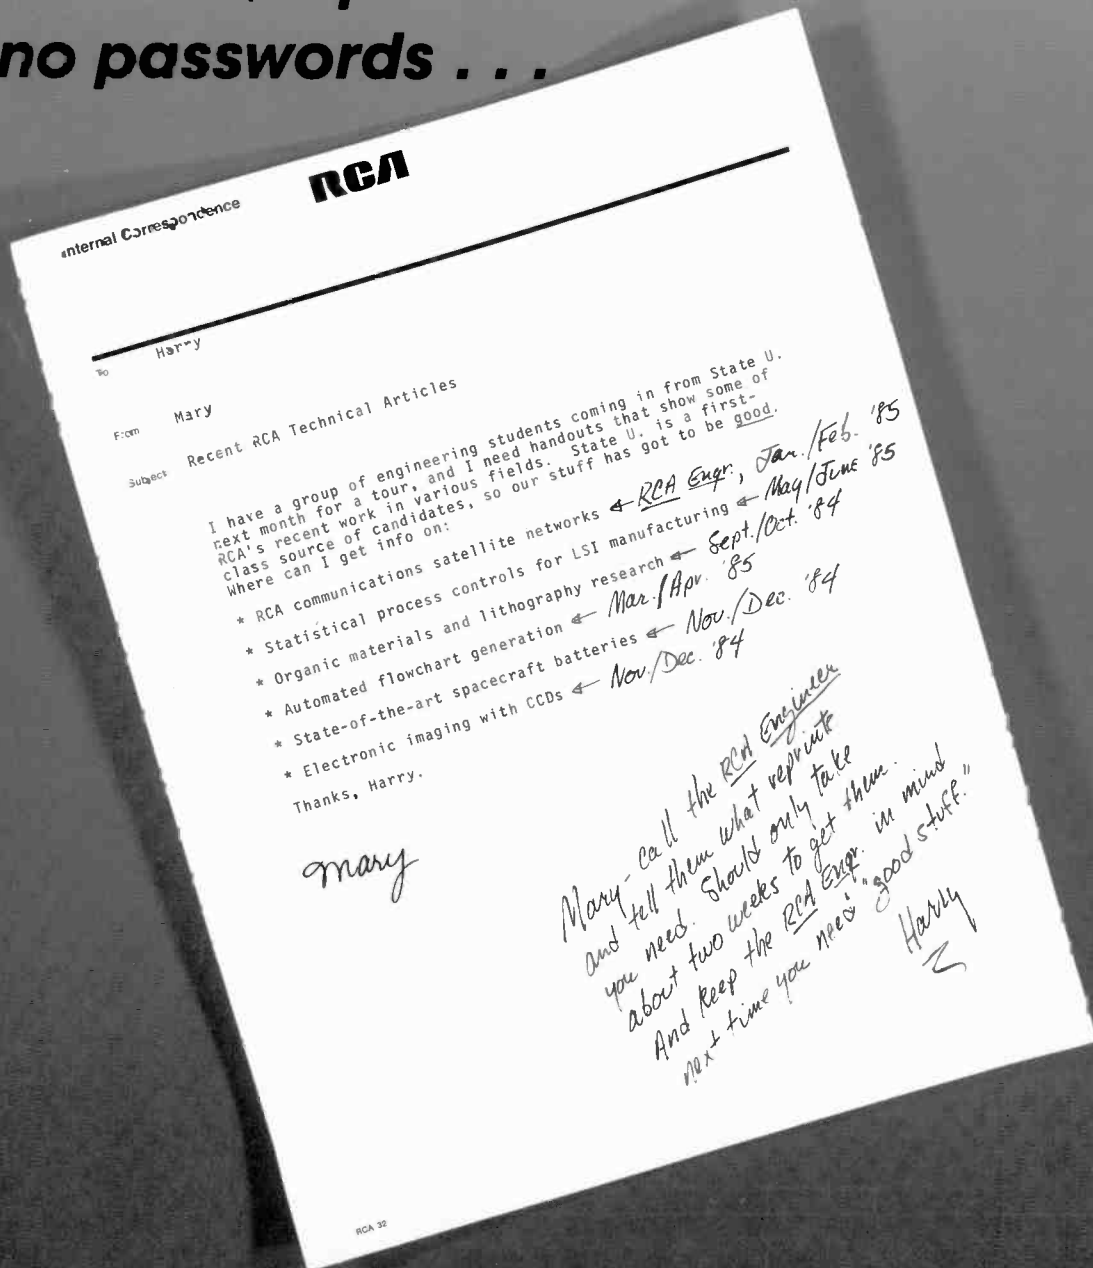 no passwords . . .
Internal Correspondence
RCA
To Harry
From Mary
Subject Recent RCA Technical Articles
I have a group of engineering students coming in from State U.
next month for a tour, and I need handouts that show some of
RCA's recent work in various fields. State U. is a first-
class source of candidates, so our stuff has got to be good.
Where can I get info on:
* RCA communications satellite networks ← RCA Engr., Jan./Feb. '85
* Statistical process controls for LSI manufacturing ← May/June '85
* Organic materials and lithography research ← Sept./Oct. '84
* Automated flowchart generation ← Mar./Apr. '85
* State-of-the-art spacecraft batteries ← Nov./Dec. '84
* Electronic imaging with CCDs ← Nov./Dec. '84
Thanks, Harry.
Mary
Mary - call the RCA Engineer
and tell them what reprints
you need. Should only take
about two weeks to get them.
And keep the RCA Engr. in mind
next time you need "good stuff."
Harry
RCA 32